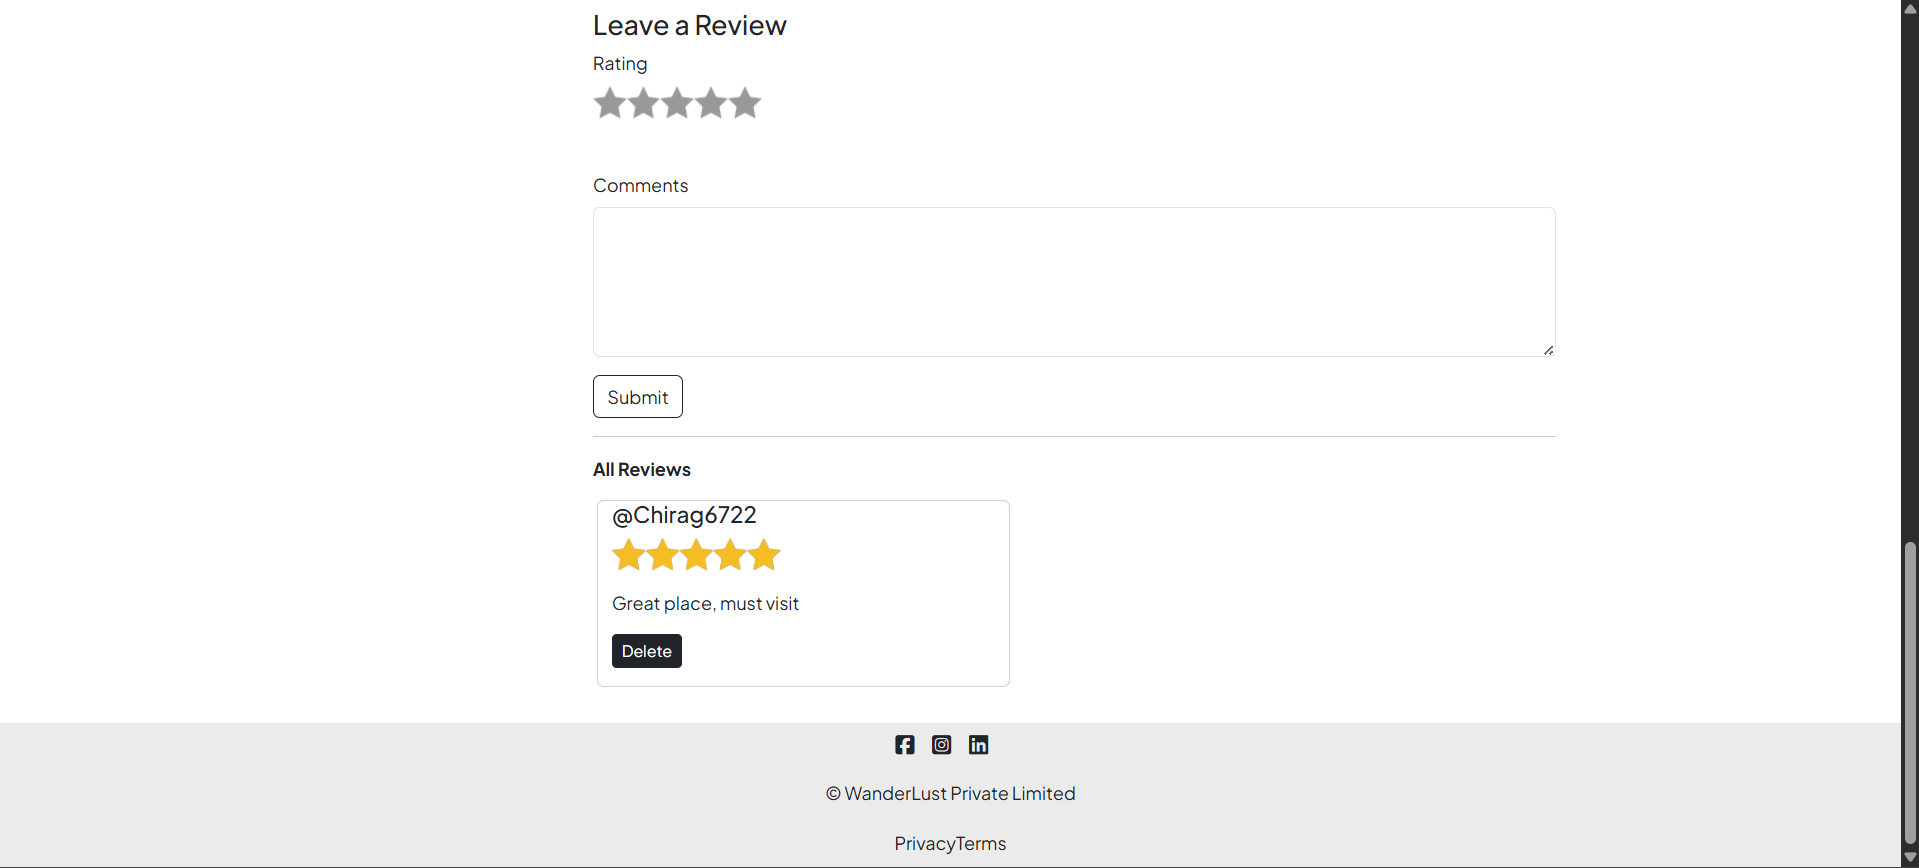 Leave a Review
Rating
Comments
Submit
All Reviews
@Chirag6722
Great place, must visit
Delete
© WanderLust Private Limited
PrivacyTerms